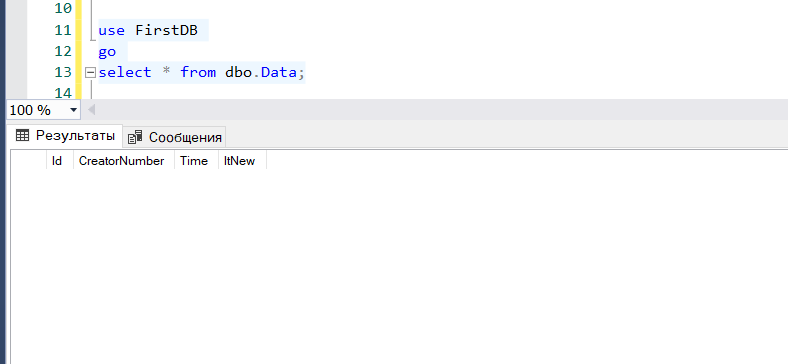 10
11 use FirstDB
12 go
13 select * from dbo.Data;
14
100 %
Результаты Сообщения
Id CreatorNumber Time ItNew